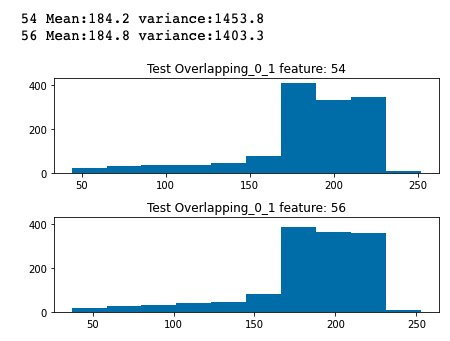 54 Mean:184.2 variance:1453.8
56 Mean:184.8 variance:1403.3
Test Overlapping_0_1 feature: 54
400
200
0
50 100 150 200 250
Test Overlapping_0_1 feature: 56
400
200
0
50 100 150 200 250